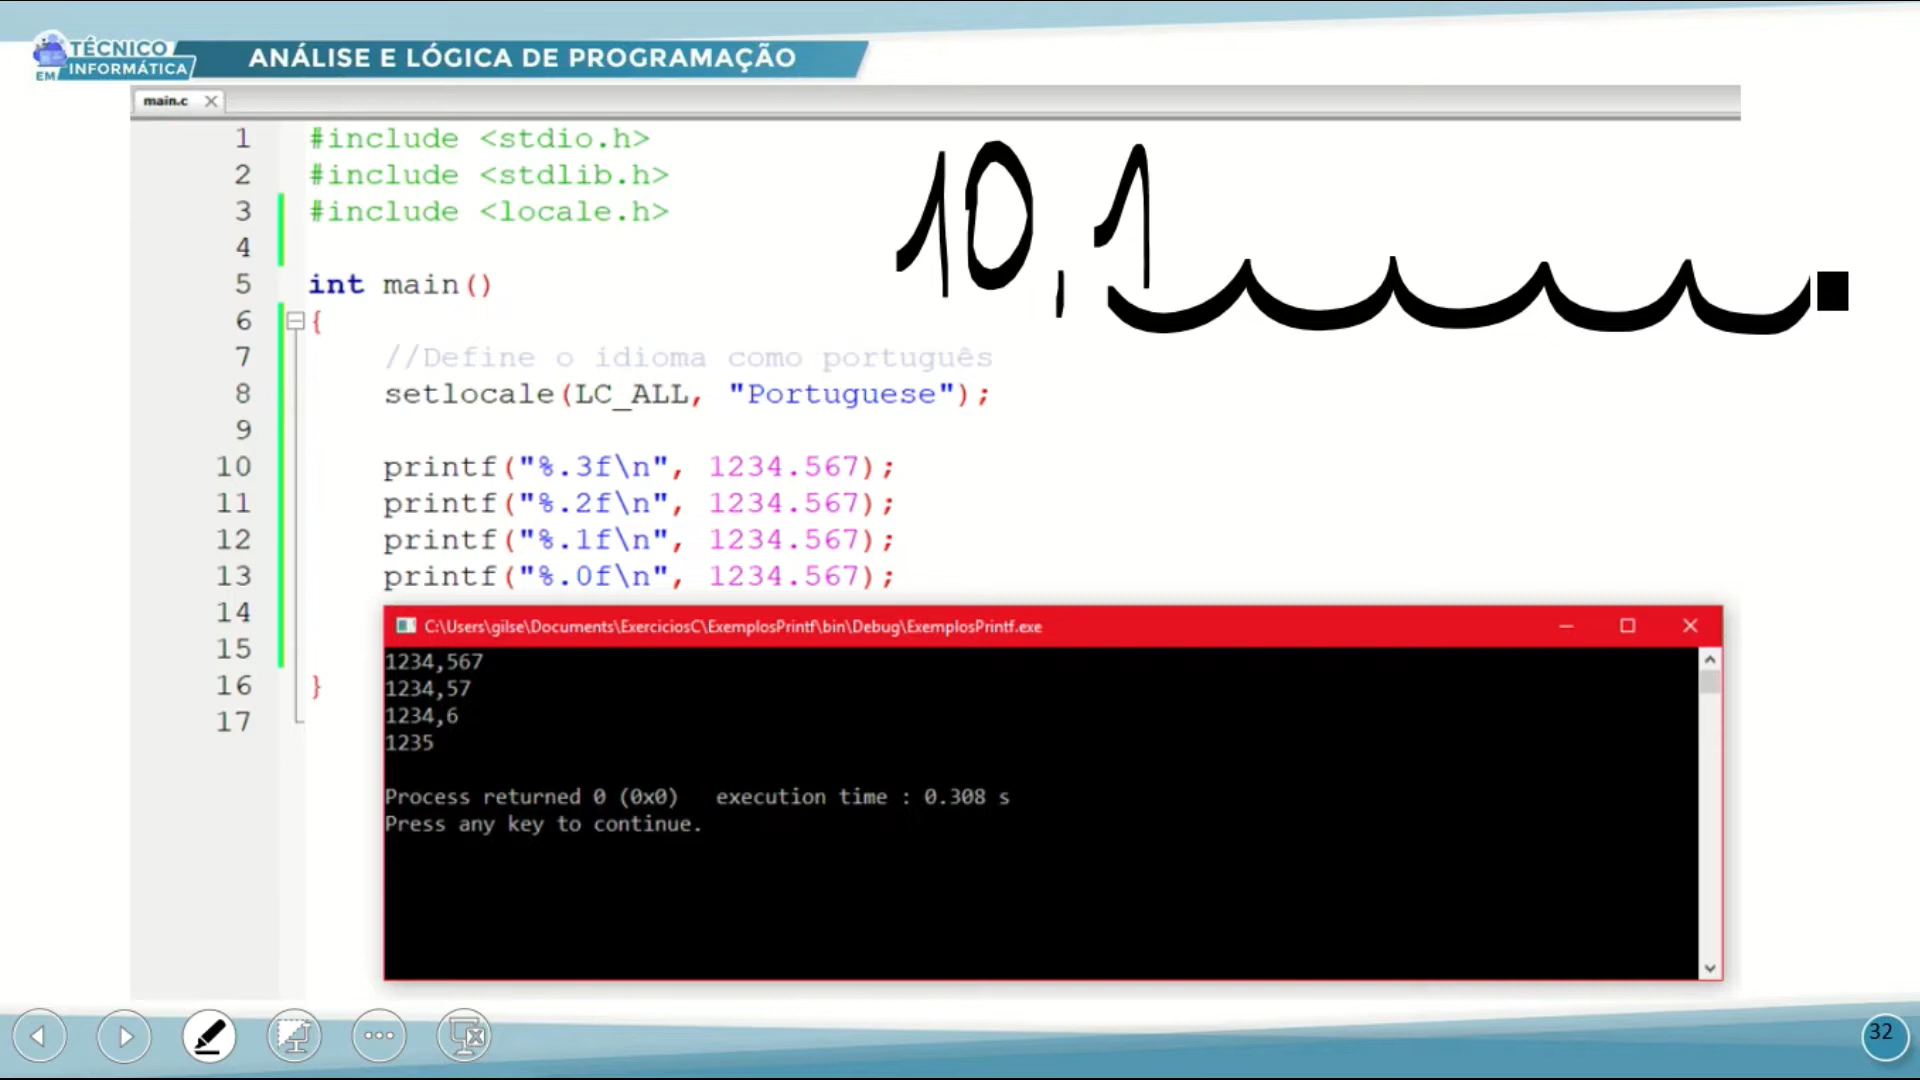 TÉCNICO
EM INFORMÁTICA
ANÁLISE E LÓGICA DE PROGRAMAÇÃO
main.c
1 #include <stdio.h>
2 #include <stdlib.h>
3 #include <locale.h>
4
5 int main()
6 {
7 //Define o idioma como português
8 setlocale(LC_ALL, "Portuguese");
9
10 printf("%.3f\n", 1234.567);
11 printf("%.2f\n", 1234.567);
12 printf("%.1f\n", 1234.567);
13 printf("%.0f\n", 1234.567);
14
15
16 }
17
10,1
C:\Users\gilse\Documents\ExerciciosC\ExemplosPrintf\bin\Debug\ExemplosPrintf.exe
1234,567
1234,57
1234,6
1235
Process returned 0 (0x0)   execution time : 0.308 s
Press any key to continue.
32